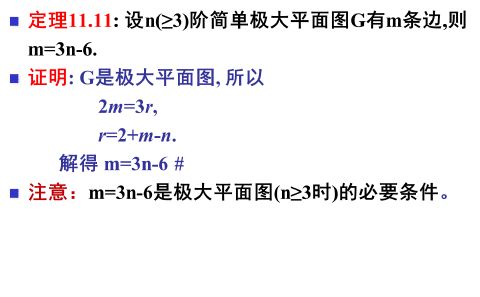 定理11.11: 设n(≥3)阶简单极大平面图G有m条边,则
m=3n-6.
证明: G是极大平面图, 所以
2m=3r,
r=2+m-n.
解得 m=3n-6 #
注意：m=3n-6是极大平面图(n≥3时)的必要条件。